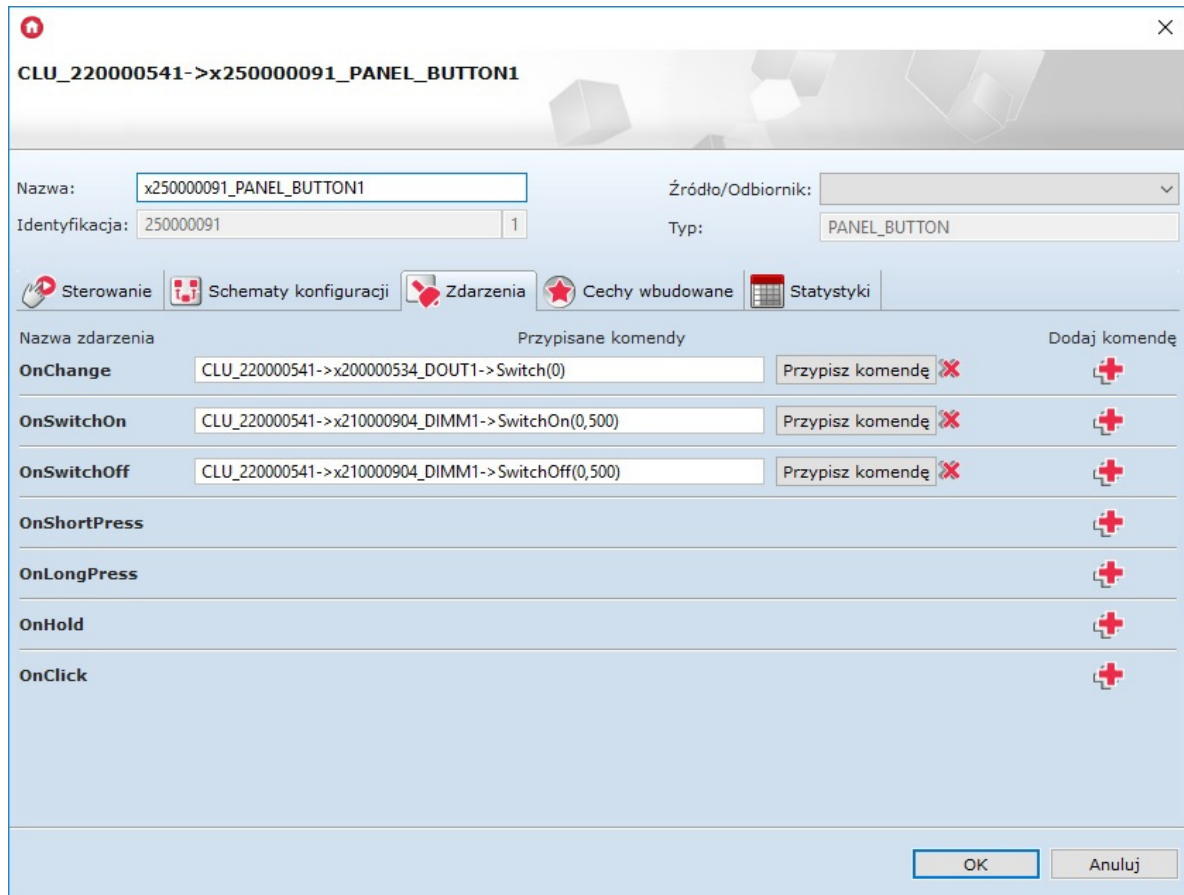 CLU_220000541->x250000091_PANEL_BUTTON1
Nazwa: x250000091_PANEL_BUTTON1 Źródło/Odbiornik:
Identyfikacja: 250000091 1 Typ: PANEL_BUTTON
Sterowanie Schematy konfiguracji Zdarzenia Cechy wbudowane Statystyki
Nazwa zdarzenia Przypisane komendy Dodaj komendę
OnChange CLU_220000541->x200000534_DOUT1->Switch(0) Przypisz komendę
OnSwitchOn CLU_220000541->x210000904_DIMM1->SwitchOn(0,500) Przypisz komendę
OnSwitchOff CLU_220000541->x210000904_DIMM1->SwitchOff(0,500) Przypisz komendę
OnShortPress
OnLongPress
OnHold
OnClick
OK Anuluj